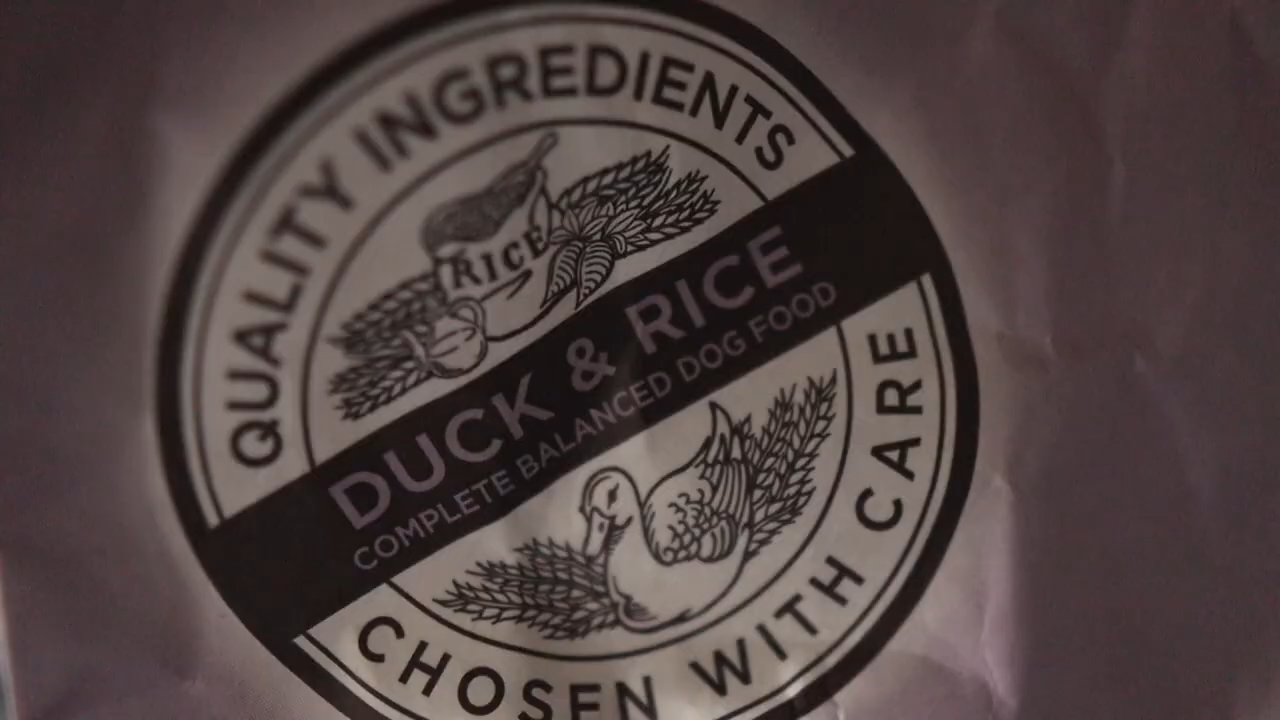 QUALITY INGREDIENTS
RICE
DUCK & RICE
COMPLETE BALANCED DOG FOOD
CHOSEN WITH CARE